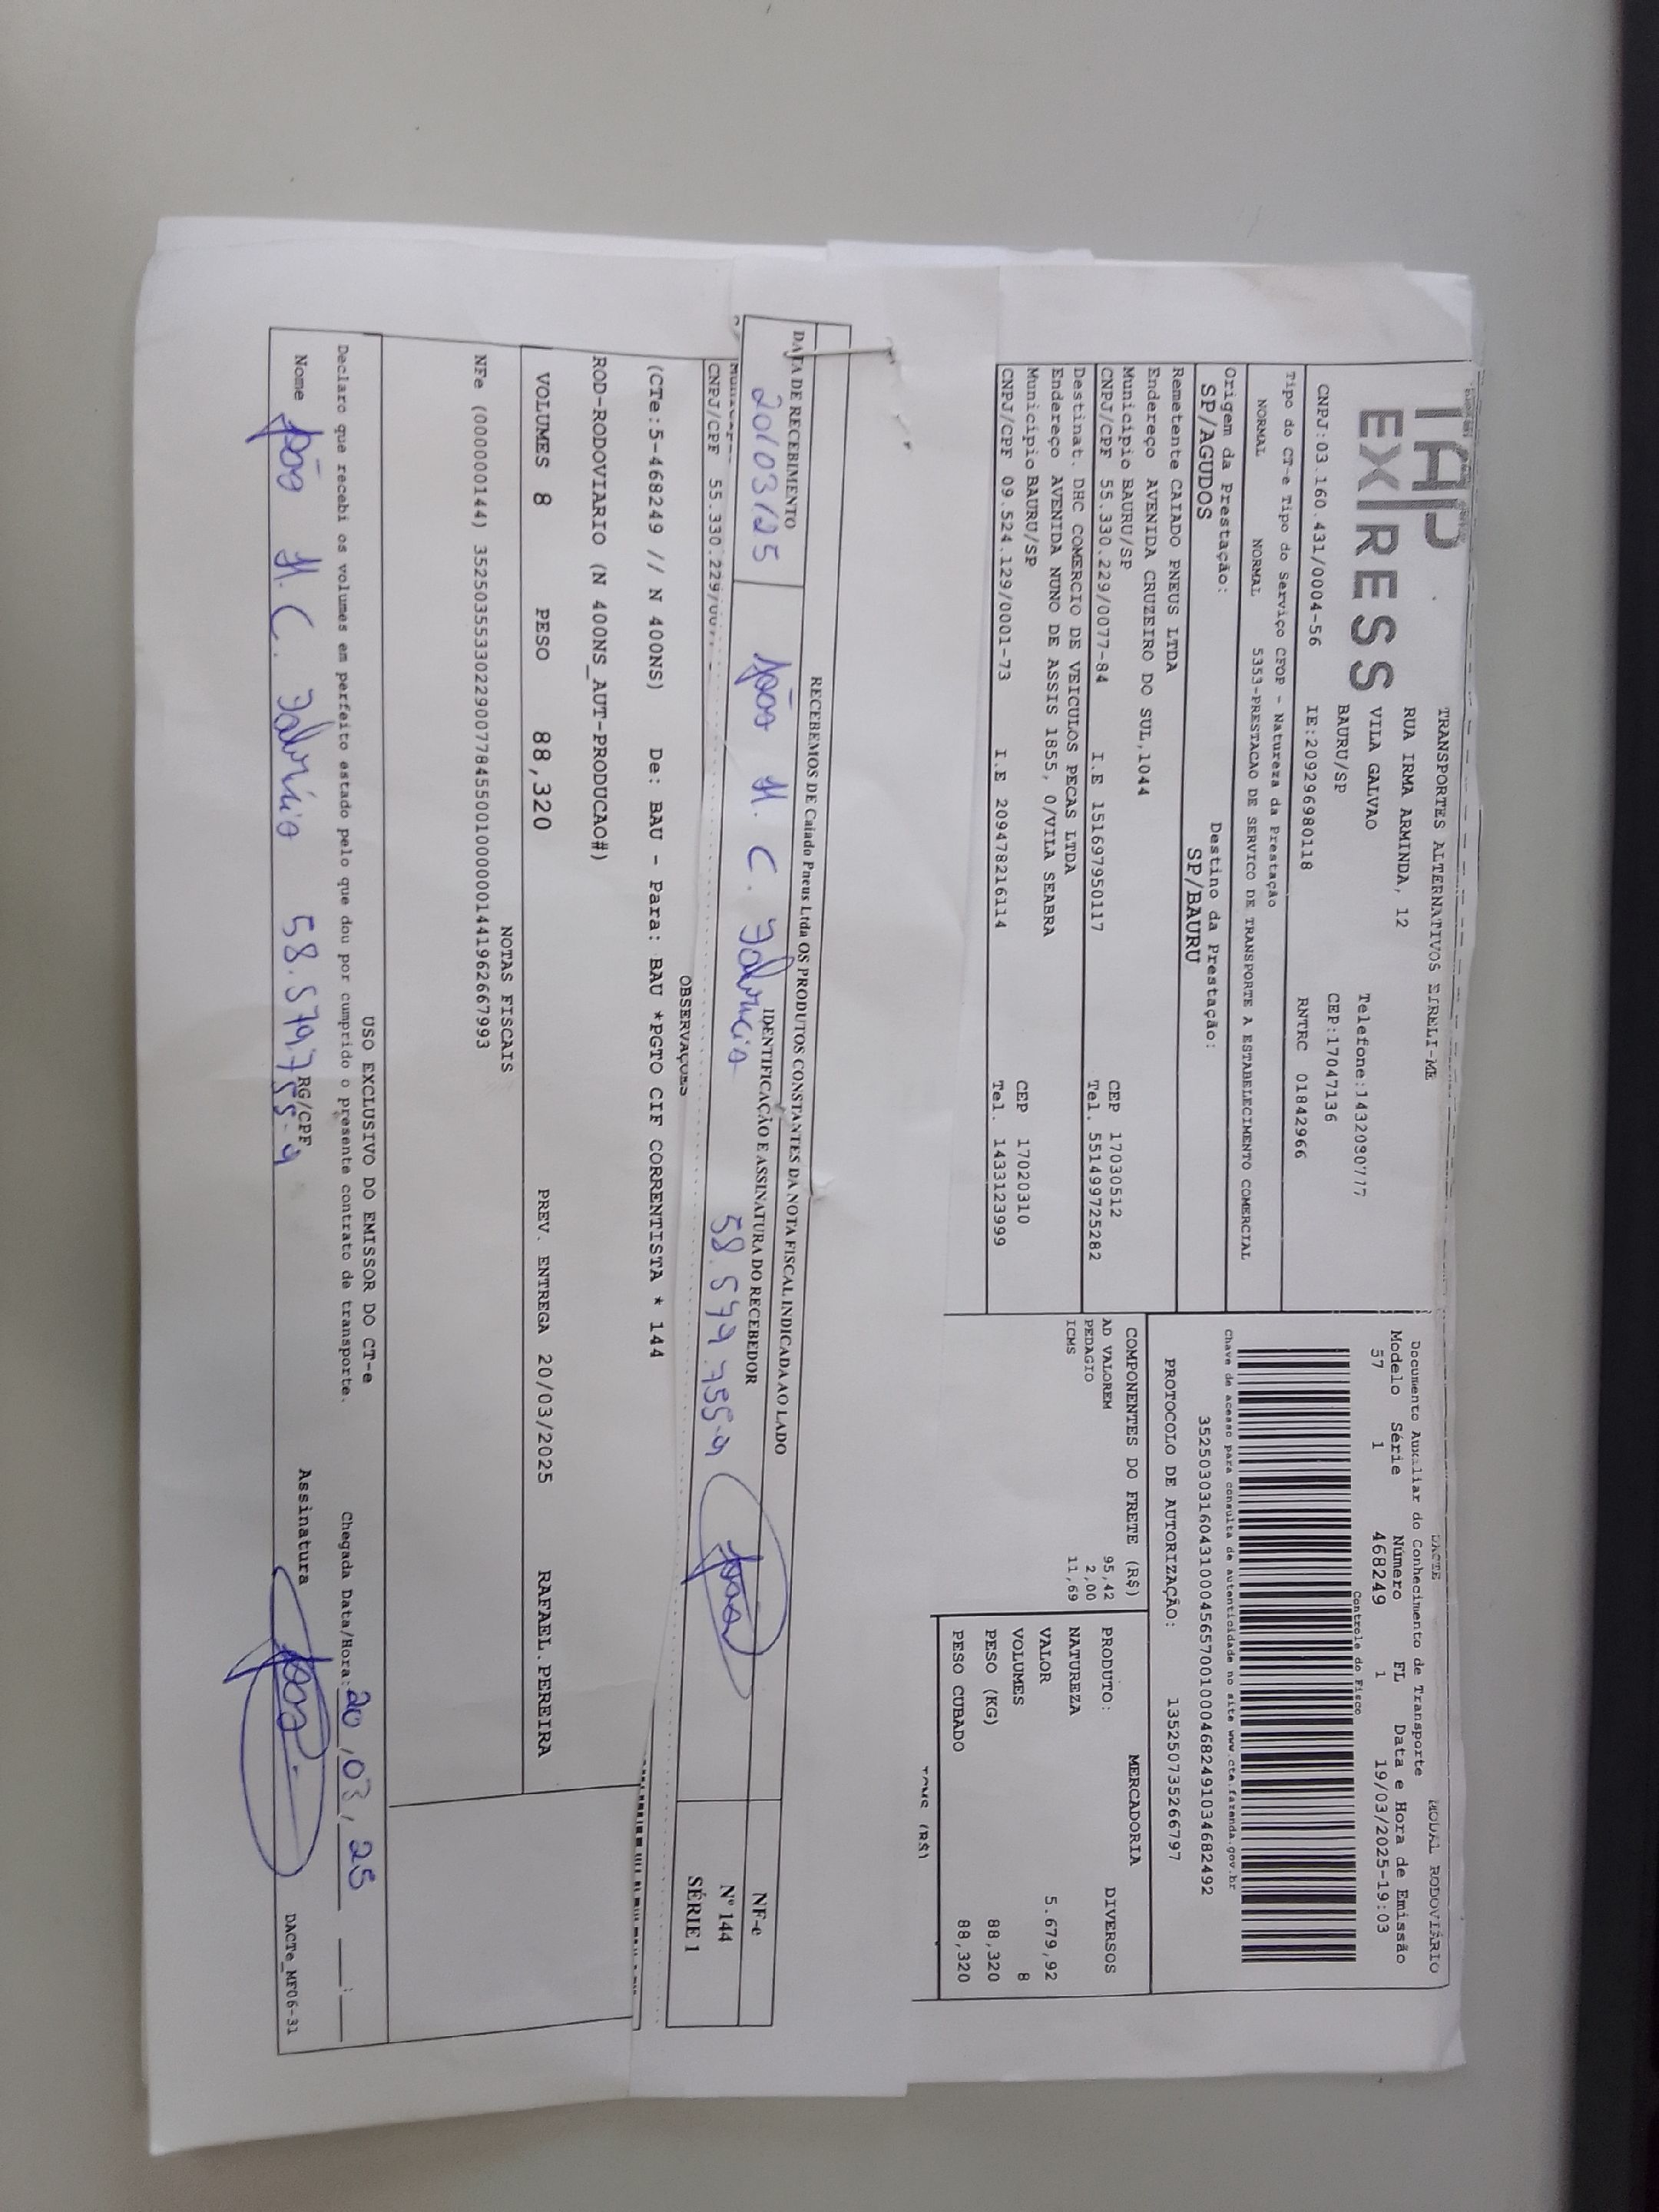 TAP
EXPRESS
TRANSPORTES ALTERNATIVOS EIRELI-ME
RUA IRMA ARMINDA, 12
VILA GALVAO
BAURU/SP
Telefone:1432090777
CEP:17047136
CNPJ:03.160.431/0004-56 IE:209296980118 RNTRC 01842966
DACTE MODAL RODOVIÁRIO
Documento Auxiliar do Conhecimento de Transporte
Modelo Série Número FL Data e Hora de Emissão
57 1 468249 1 19/03/2025-19:03
Controle do Fisco
Tipo do CT-e Tipo do Serviço CFOP - Natureza da Prestação
NORMAL NORMAL 5353-PRESTACAO DE SERVICO DE TRANSPORTE A ESTABELECIMENTO COMERCIAL
Chave de acesso para consulta de autenticidade no site www.cte.fazenda.gov.br
35250303160431000456570010004682491034682492
Origem da Prestação: Destino da Prestação:
SP/AGUDOS SP/BAURU
PROTOCOLO DE AUTORIZAÇÃO: 135250735266797
Remetente CAIADO PNEUS LTDA
Endereço AVENIDA CRUZEIRO DO SUL,1044
Municipio BAURU/SP CEP 17030512
CNPJ/CPF 55.330.229/0077-84 I.E 151697950117 Tel. 551499725282
Destinat. DHC COMERCIO DE VEICULOS PECAS LTDA
Endereço AVENIDA NUNO DE ASSIS 1855, 0/VILA SEABRA
Municipio BAURU/SP CEP 17020310
CNPJ/CPF 09.524.129/0001-73 I.E 209478216114 Tel. 1433123999
COMPONENTES DO FRETE (R$)
AD VALOREM 95,42
PEDAGIO 2,00
ICMS 11,69
MERCADORIA
PRODUTO: DIVERSOS
NATUREZA
VALOR 5.679,92
VOLUMES 8
PESO (KG) 88,320
PESO CUBADO 88,320
ICMS (R$)
RECEBEMOS DE Caiado Pneus Ltda OS PRODUTOS CONSTANTES DA NOTA FISCAL INDICADA AO LADO
DATA DE RECEBIMENTO IDENTIFICAÇÃO E ASSINATURA DO RECEBEDOR
20/03/25 João H. C. 58.579.755-9
NF-e
Nº 144
SÉRIE 1
CNPJ/CPF 55.330.229/007
OBSERVAÇÕES
(CTe:5-468249 // N 400NS) De: BAU - Para: BAU *PGTO CIF CORRENTISTA * 144
ROD-RODOVIARIO (N 400NS_AUT-PRODUCAO#)
VOLUMES 8 PESO 88,320 PREV. ENTREGA 20/03/2025 RAFAEL.PEREIRA
NOTAS FISCAIS
NFe (000000144) 35250355330229007784550010000001441962667993
USO EXCLUSIVO DO EMISSOR DO CT-e
Declaro que recebi os volumes em perfeito estado pelo que dou por cumprido o presente contrato de transporte. Chegada Data/Hora: 20/03/25
Nome João H. C. RG/CPF 58.579.755-9 Assinatura
DACTe_MF06-31